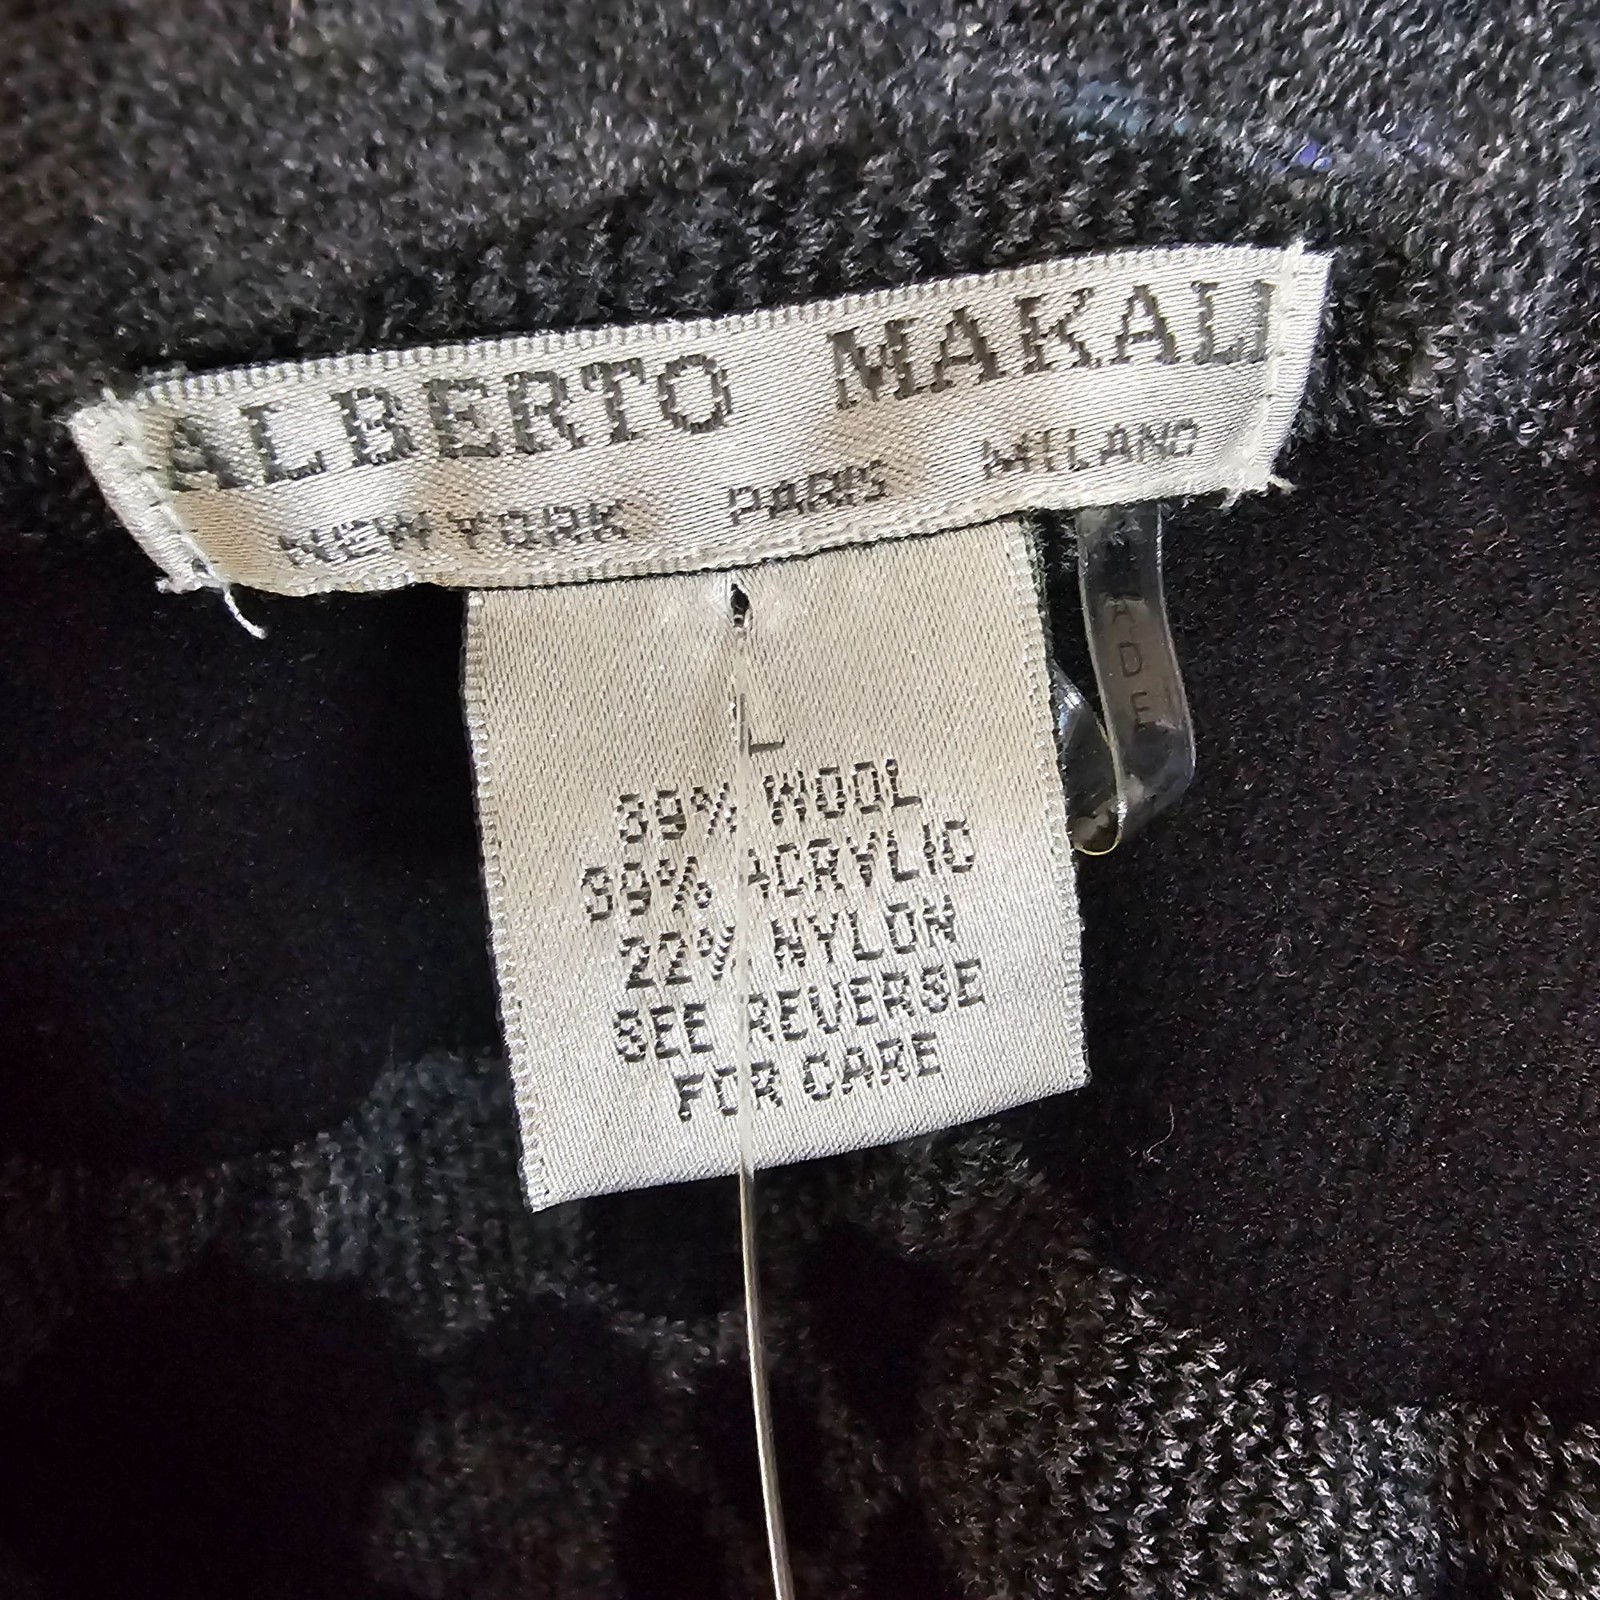 ALBERTO MAKALI
NEW YORK PARIS MILANO
L
39% WOOL
39% ACRYLIC
22% NYLON
SEE REVERSE
FOR CARE